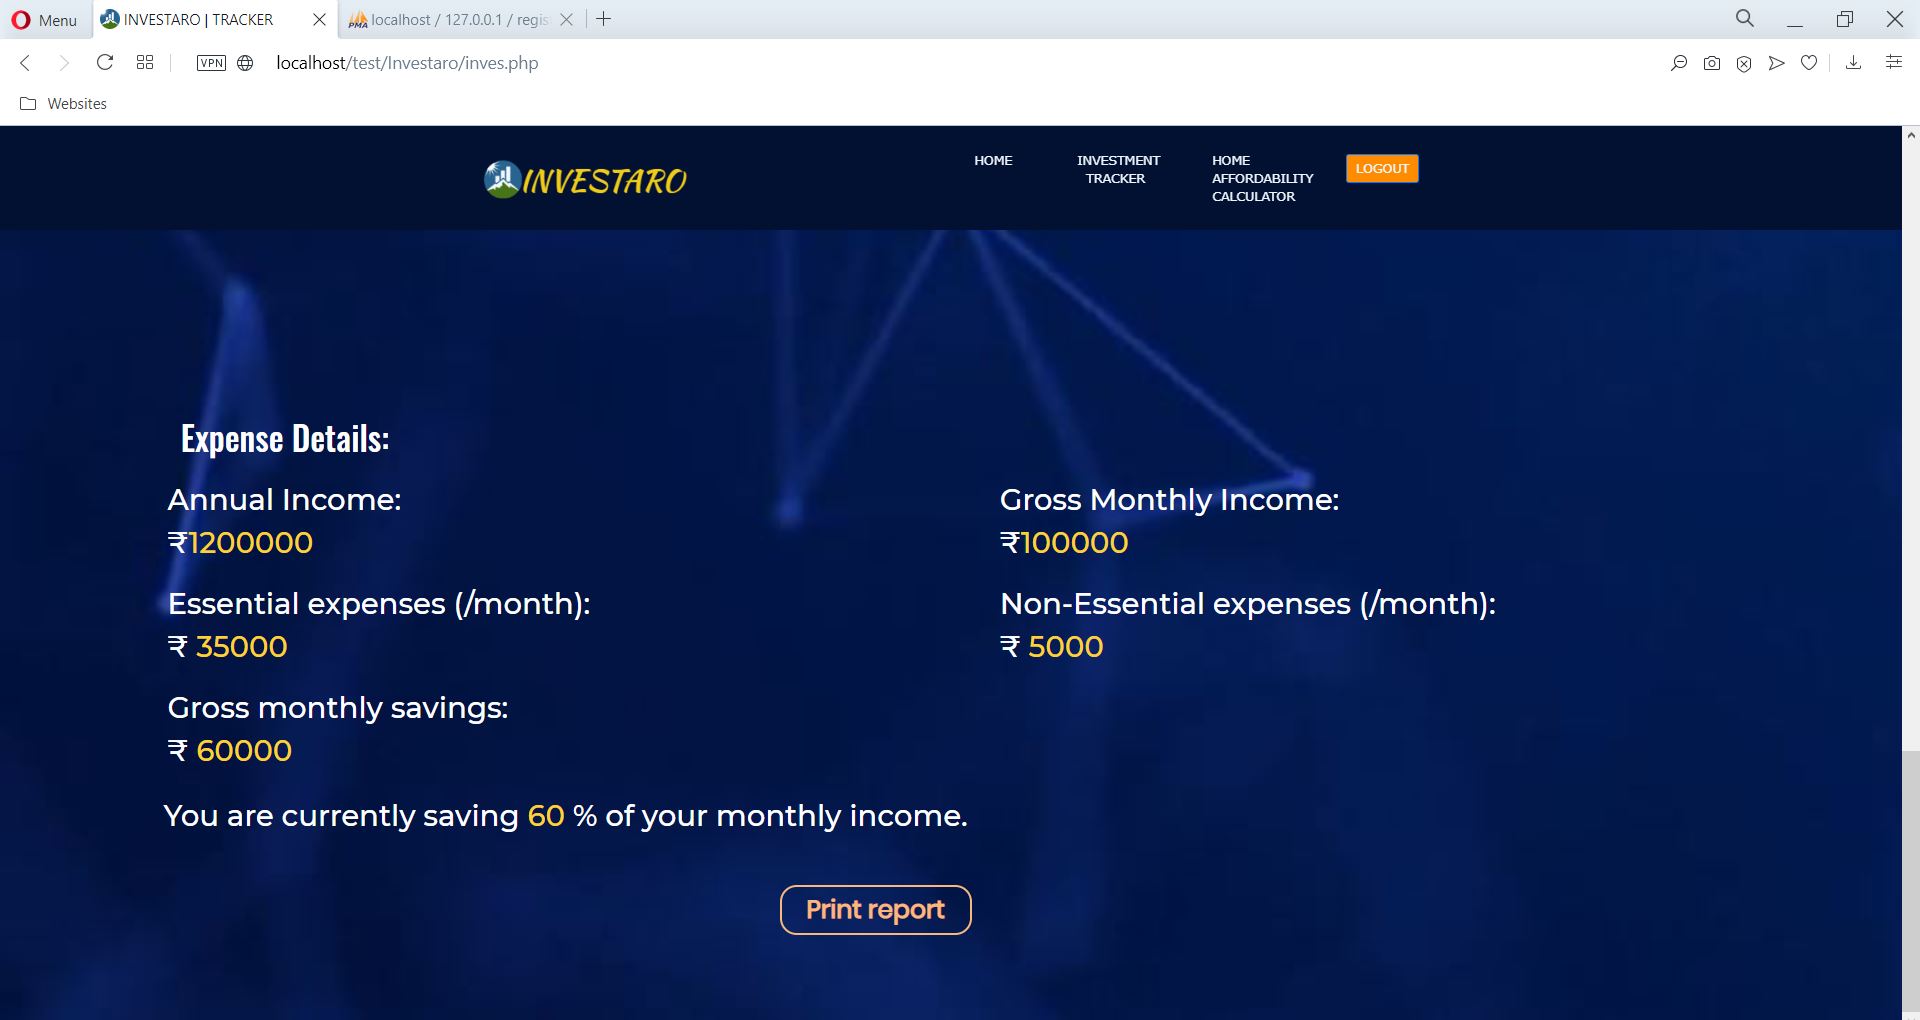 Menu
INVESTARO | TRACKER
PMA localhost / 127.0.0.1 / regis
VPN localhost/test/Investaro/inves.php
Websites
INVESTARO
HOME
INVESTMENT
TRACKER
HOME
AFFORDABILITY
CALCULATOR
LOGOUT
Expense Details:
Annual Income:
₹1200000
Gross Monthly Income:
₹100000
Essential expenses (/month):
₹ 35000
Non-Essential expenses (/month):
₹ 5000
Gross monthly savings:
₹ 60000
You are currently saving 60 % of your monthly income.
Print report